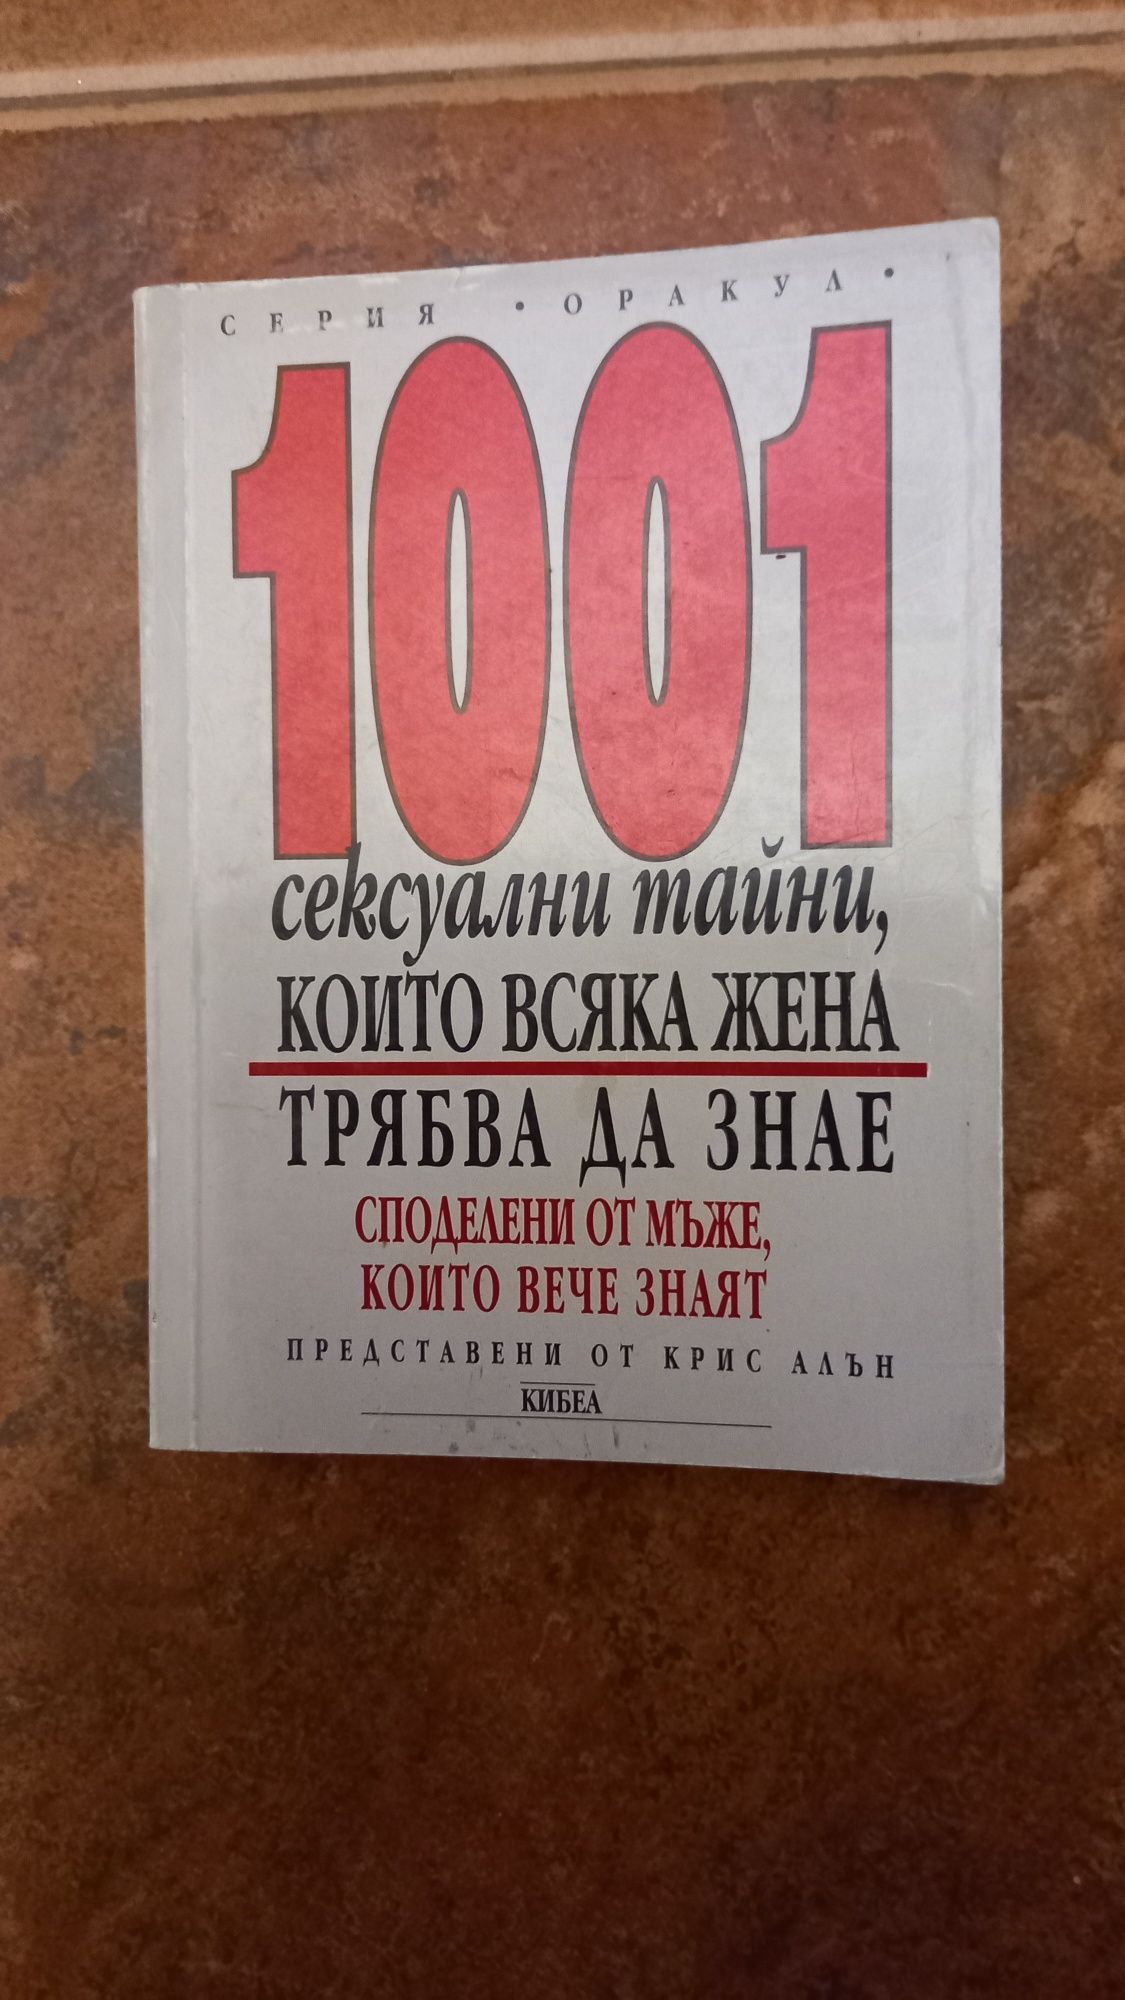 СЕРИЯ • ОРАКУЛ •
1001
сексуални тайни,
КОИТО ВСЯКА ЖЕНА
ТРЯБВА ДА ЗНАЕ
СПОДЕЛЕНИ ОТ МЪЖЕ,
КОИТО ВЕЧЕ ЗНАЯТ
ПРЕДСТАВЕНИ ОТ КРИС АЛЪН
КИБЕА